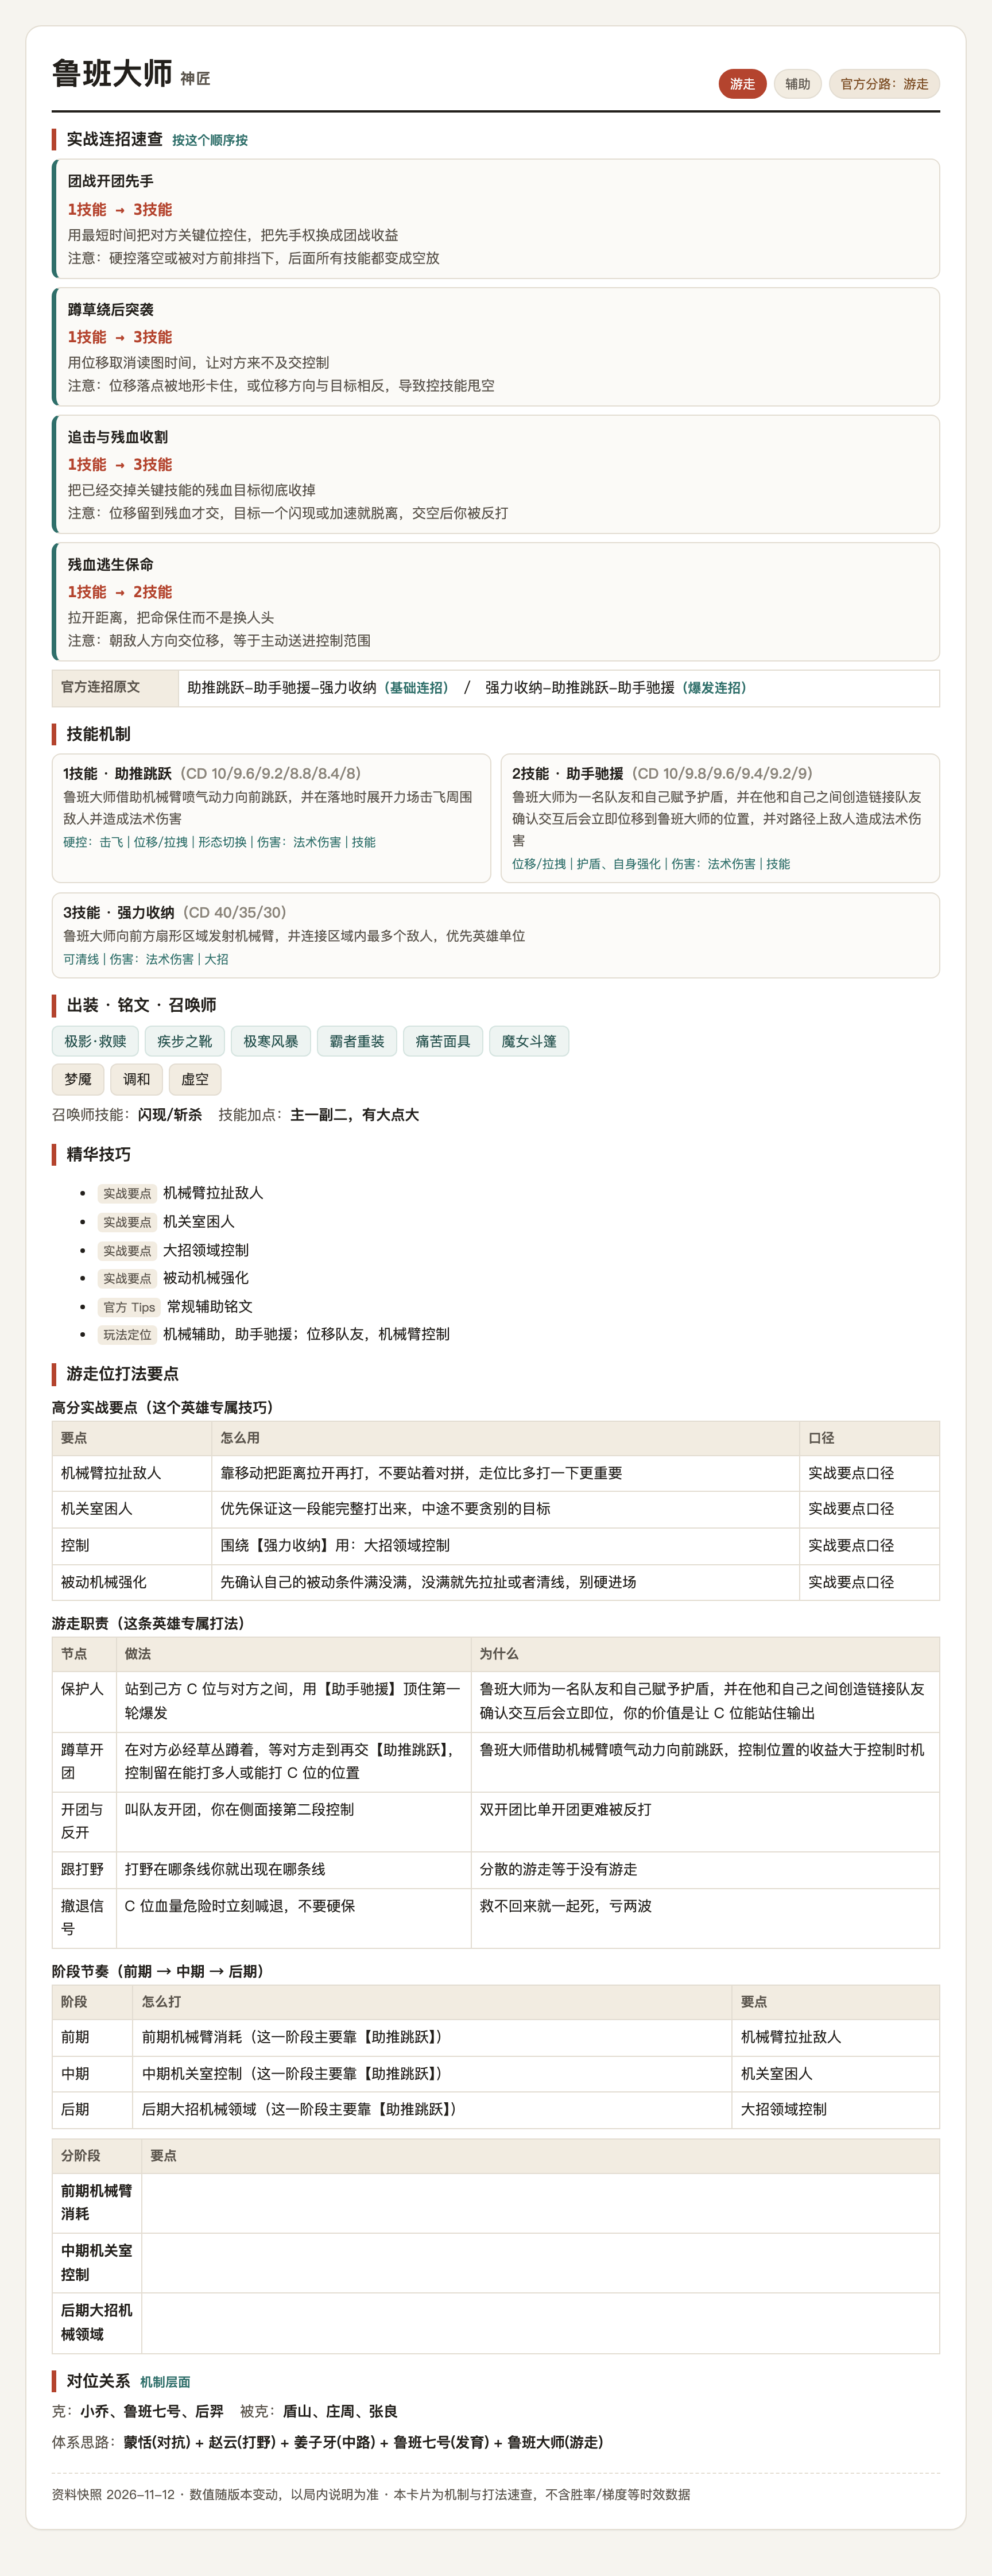 鲁班大师 神匠
游走 辅助 官方分路：游走
实战连招速查 按这个顺序按
团战开团先手
1技能 → 3技能
用最短时间把对方关键位控住，把先手权换成团战收益
注意：硬控落空或被对方前排挡下，后面所有技能都变成空放
蹲草绕后突袭
1技能 → 3技能
用位移取消读图时间，让对方来不及交控制
注意：位移落点被地形卡住，或位移方向与目标相反，导致控技能甩空
追击与残血收割
1技能 → 3技能
把已经交掉关键技能的残血目标彻底收掉
注意：位移留到残血才交，目标一个闪现或加速就脱离，交空后你被反打
残血逃生保命
1技能 → 2技能
拉开距离，把命保住而不是换人头
注意：朝敌人方向交位移，等于主动送进控制范围
官方连招原文 助推跳跃–助手驰援–强力收纳（基础连招） / 强力收纳–助推跳跃–助手驰援（爆发连招）
技能机制
1技能 · 助推跳跃（CD 10/9.6/9.2/8.8/8.4/8）
鲁班大师借助机械臂喷气动力向前跳跃，并在落地时展开力场击飞周围
敌人并造成法术伤害
硬控：击飞 | 位移/拉拽 | 形态切换 | 伤害：法术伤害 | 技能
2技能 · 助手驰援（CD 10/9.8/9.6/9.4/9.2/9）
鲁班大师为一名队友和自己赋予护盾，并在他和自己之间创造链接队友
确认交互后会立即位移到鲁班大师的位置，并对路径上敌人造成法术伤
害
位移/拉拽 | 护盾、自身强化 | 伤害：法术伤害 | 技能
3技能 · 强力收纳（CD 40/35/30）
鲁班大师向前方扇形区域发射机械臂，并连接区域内最多个敌人，优先英雄单位
可清线 | 伤害：法术伤害 | 大招
出装 · 铭文 · 召唤师
极影·救赎 疾步之靴 极寒风暴 霸者重装 痛苦面具 魔女斗篷
梦魇 调和 虚空
召唤师技能：闪现/斩杀 技能加点：主一副二，有大点大
精华技巧
• 实战要点 机械臂拉扯敌人
• 实战要点 机关室困人
• 实战要点 大招领域控制
• 实战要点 被动机械强化
• 官方 Tips 常规辅助铭文
• 玩法定位 机械辅助，助手驰援；位移队友，机械臂控制
游走位打法要点
高分实战要点（这个英雄专属技巧）
要点 怎么用 口径
机械臂拉扯敌人 靠移动把距离拉开再打，不要站着对拼，走位比多打一下更重要 实战要点口径
机关室困人 优先保证这一段能完整打出来，中途不要贪别的目标 实战要点口径
控制 围绕【强力收纳】用：大招领域控制 实战要点口径
被动机械强化 先确认自己的被动条件满没满，没满就先拉扯或者清线，别硬进场 实战要点口径
游走职责（这条英雄专属打法）
节点 做法 为什么
保护人 站到己方 C 位与对方之间，用【助手驰援】顶住第一
轮爆发 鲁班大师为一名队友和自己赋予护盾，并在他和自己之间创造链接队友
确认交互后会立即位，你的价值是让 C 位能站住输出
蹲草开
团 在对方必经草丛蹲着，等对方走到再交【助推跳跃】，
控制留在能打多人或能打 C 位的位置 鲁班大师借助机械臂喷气动力向前跳跃，控制位置的收益大于控制时机
开团与
反开 叫队友开团，你在侧面接第二段控制 双开团比单开团更难被反打
跟打野 打野在哪条线你就出现在哪条线 分散的游走等于没有游走
撤退信
号 C 位血量危险时立刻喊退，不要硬保 救不回来就一起死，亏两波
阶段节奏（前期 → 中期 → 后期）
阶段 怎么打 要点
前期 前期机械臂消耗（这一阶段主要靠【助推跳跃】） 机械臂拉扯敌人
中期 中期机关室控制（这一阶段主要靠【助推跳跃】） 机关室困人
后期 后期大招机械领域（这一阶段主要靠【助推跳跃】） 大招领域控制
分阶段 要点
前期机械臂
消耗
中期机关室
控制
后期大招机
械领域
对位关系 机制层面
克：小乔、鲁班七号、后羿 被克：盾山、庄周、张良
体系思路：蒙恬(对抗) + 赵云(打野) + 姜子牙(中路) + 鲁班七号(发育) + 鲁班大师(游走)
资料快照 2026–11–12 · 数值随版本变动，以局内说明为准 · 本卡片为机制与打法速查，不含胜率/梯度等时效数据